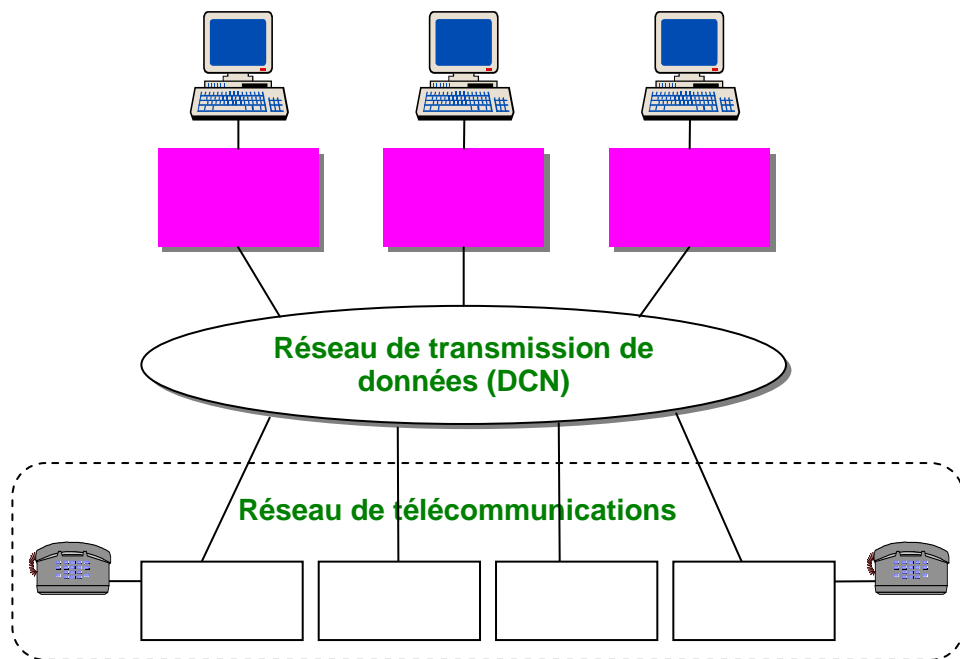 Réseau de transmission de
données (DCN)
Réseau de télécommunications